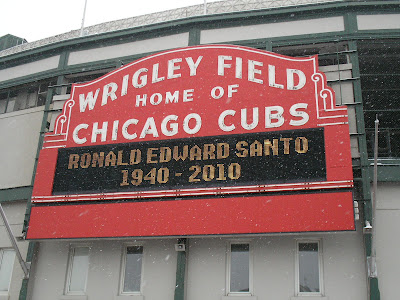 WRIGLEY FIELD
HOME OF
CHICAGO CUBS
RONALD EDWARD SANTO
1940 - 2010